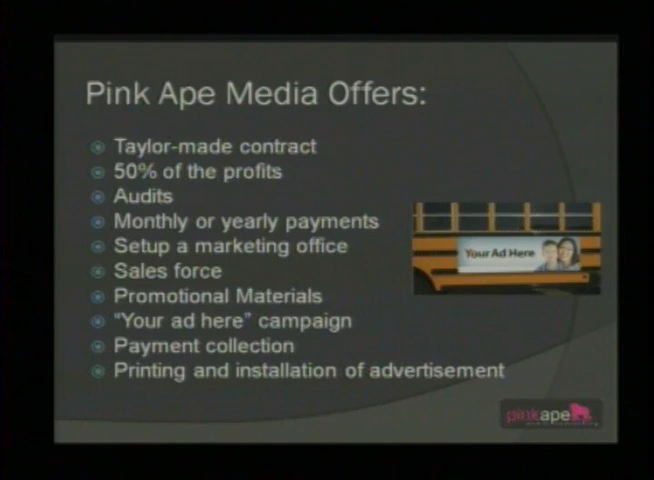 Pink Ape Media Offers:
Taylor-made contract
50% of the profits
Audits
Monthly or yearly payments
Setup a marketing office
Sales force
Promotional Materials
"Your ad here" campaign
Payment collection
Printing and installation of advertisement
Your Ad Here
pinkape